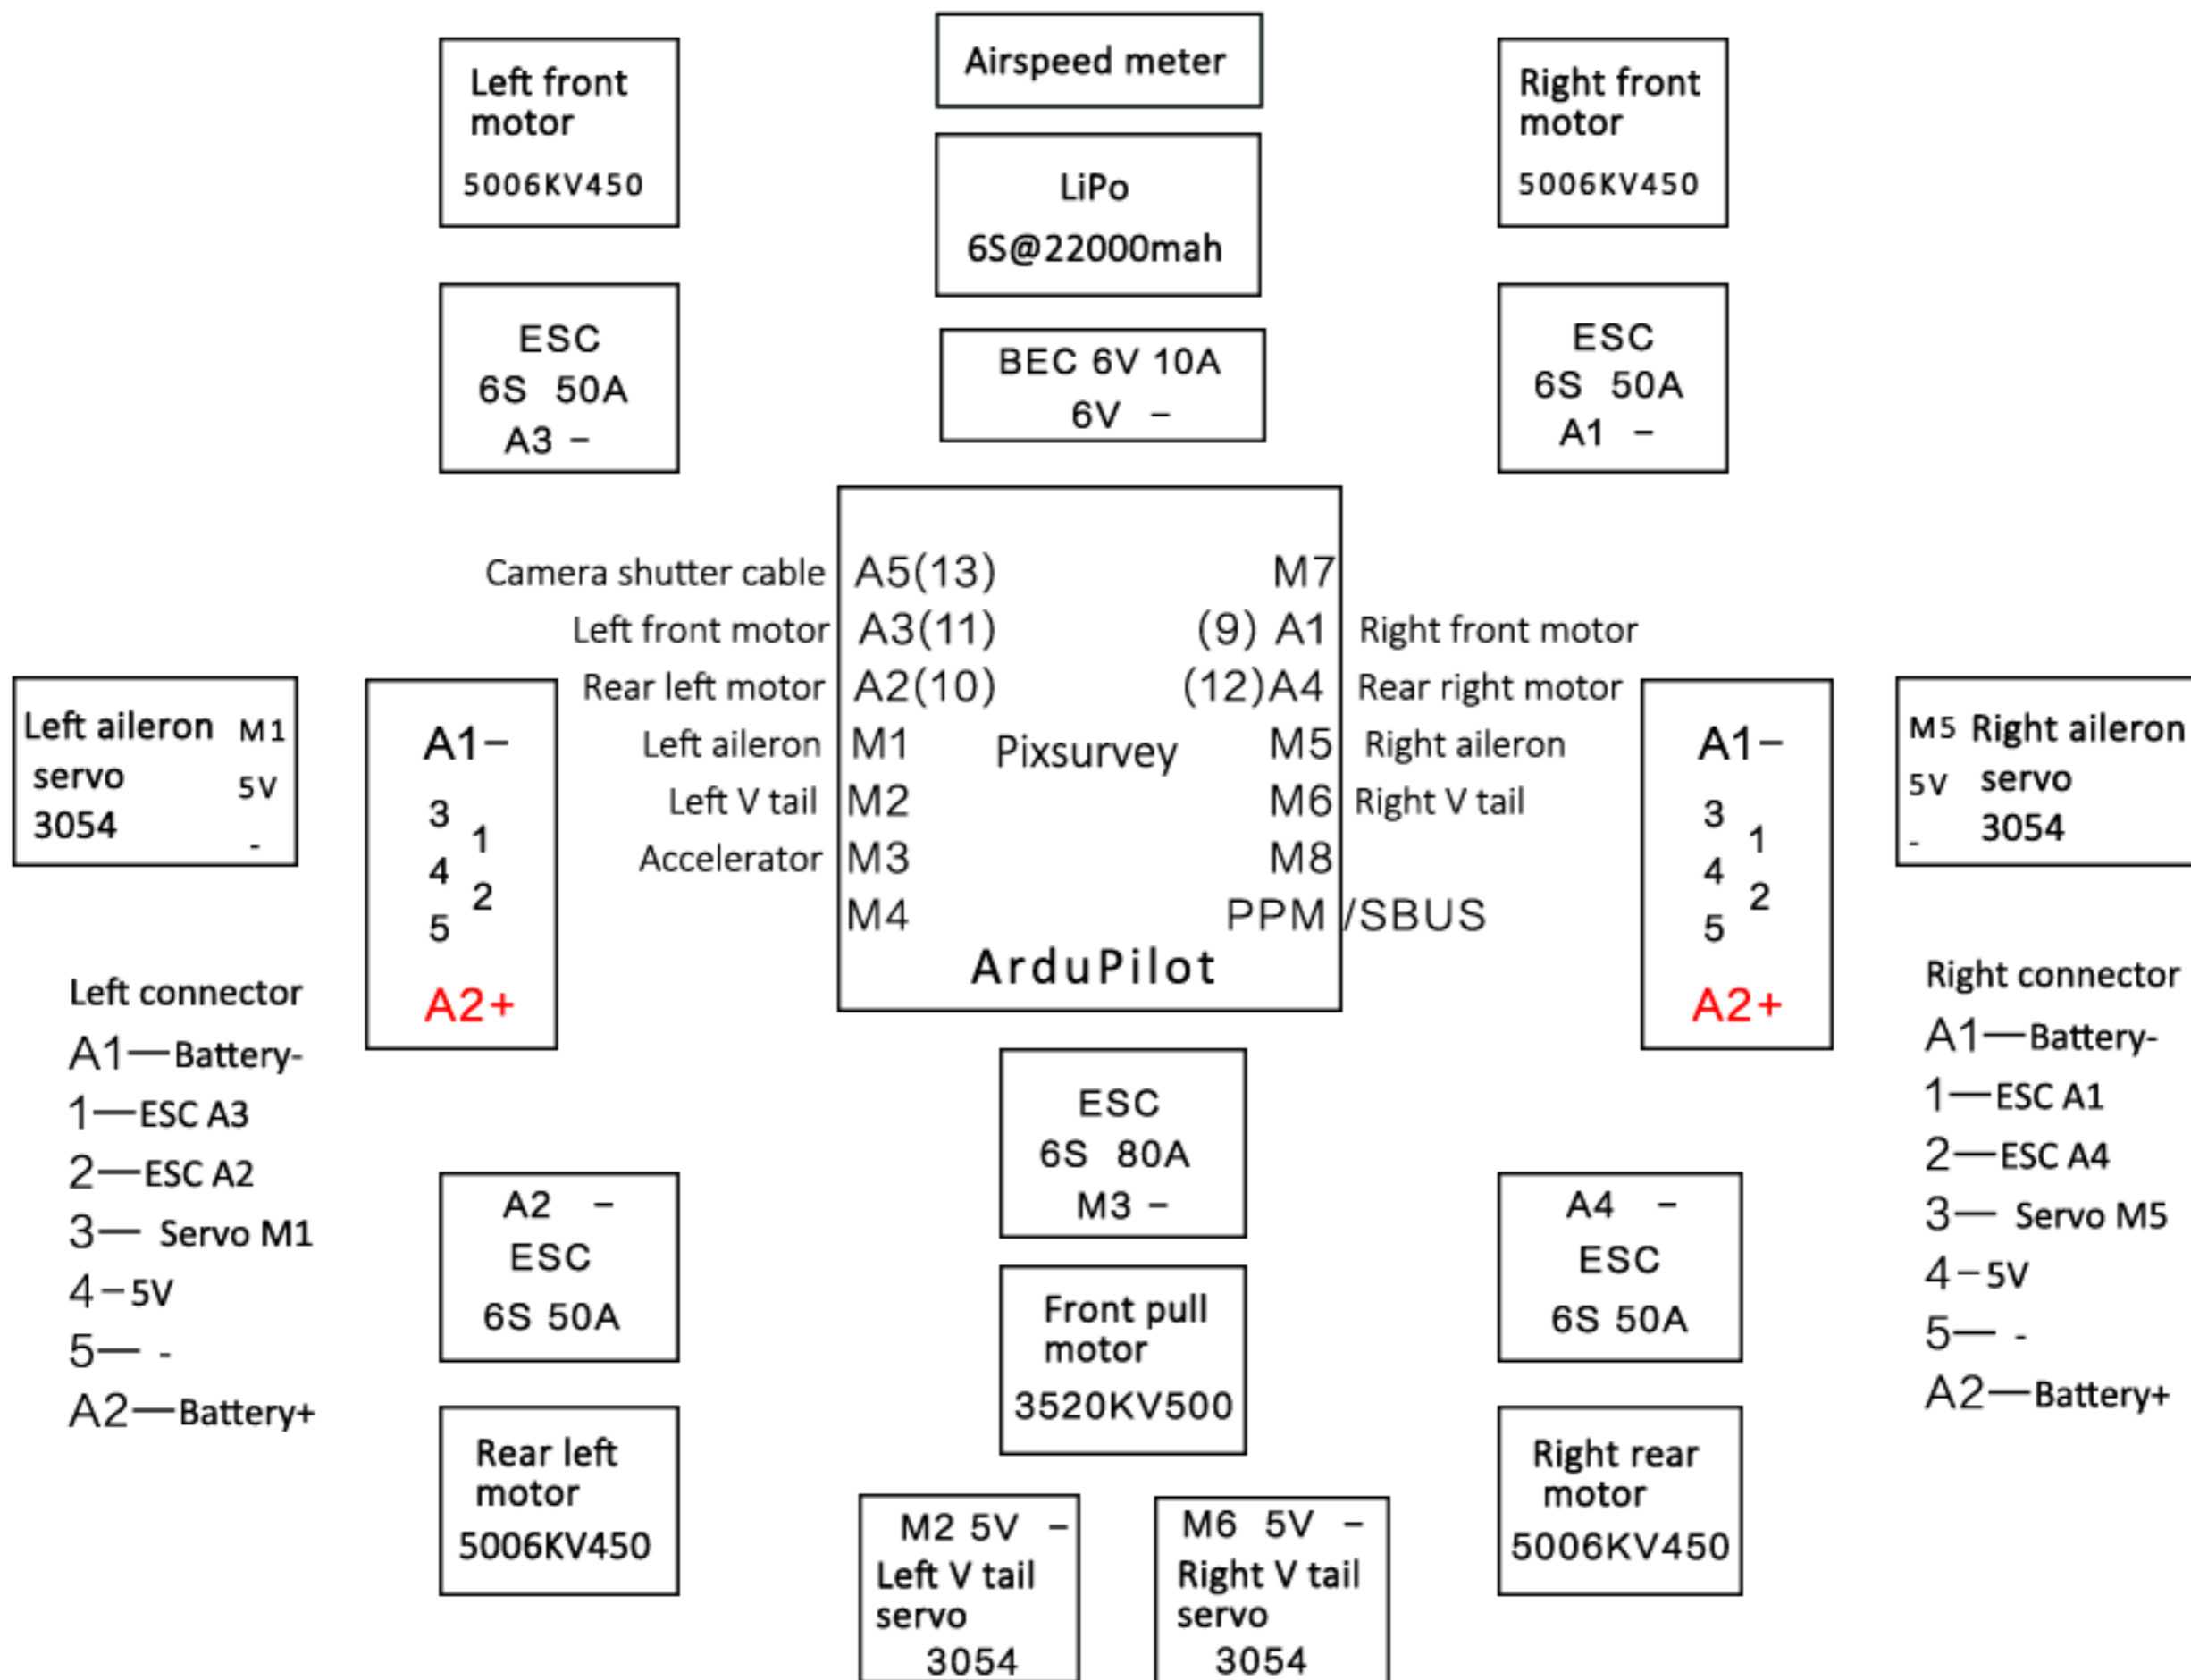 Airspeed meter
Left front
motor
5006KV450
LiPo
6S@22000mah
Right front
motor
5006KV450
ESC
6S 50A
A3 –
BEC 6V 10A
6V –
ESC
6S 50A
A1 –
Camera shutter cable A5(13) M7
Left front motor A3(11) (9) A1 Right front motor
Rear left motor A2(10) (12)A4 Rear right motor
Left aileron M1 Pixsurvey M5 Right aileron
Left V tail M2 M6 Right V tail
Accelerator M3 M8
M4 PPM /SBUS
ArduPilot
Left aileron M1
servo 5V
3054 -
A1–
3
1
4
2
5
A2+
A1–
3
1
4
2
5
A2+
M5 Right aileron
5V servo
- 3054
Left connector
A1—Battery-
1—ESC A3
2—ESC A2
3— Servo M1
4–5V
5— -
A2—Battery+
Right connector
A1—Battery-
1—ESC A1
2—ESC A4
3— Servo M5
4–5V
5— -
A2—Battery+
A2 –
ESC
6S 50A
ESC
6S 80A
M3 –
A4 –
ESC
6S 50A
Rear left
motor
5006KV450
Front pull
motor
3520KV500
Right rear
motor
5006KV450
M2 5V –
Left V tail
servo
3054
M6 5V –
Right V tail
servo
3054